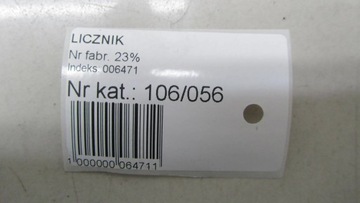 LICZNIK
Nr fabr. 23%
Indeks: 006471
Nr kat.: 106/056
1 000000 064711